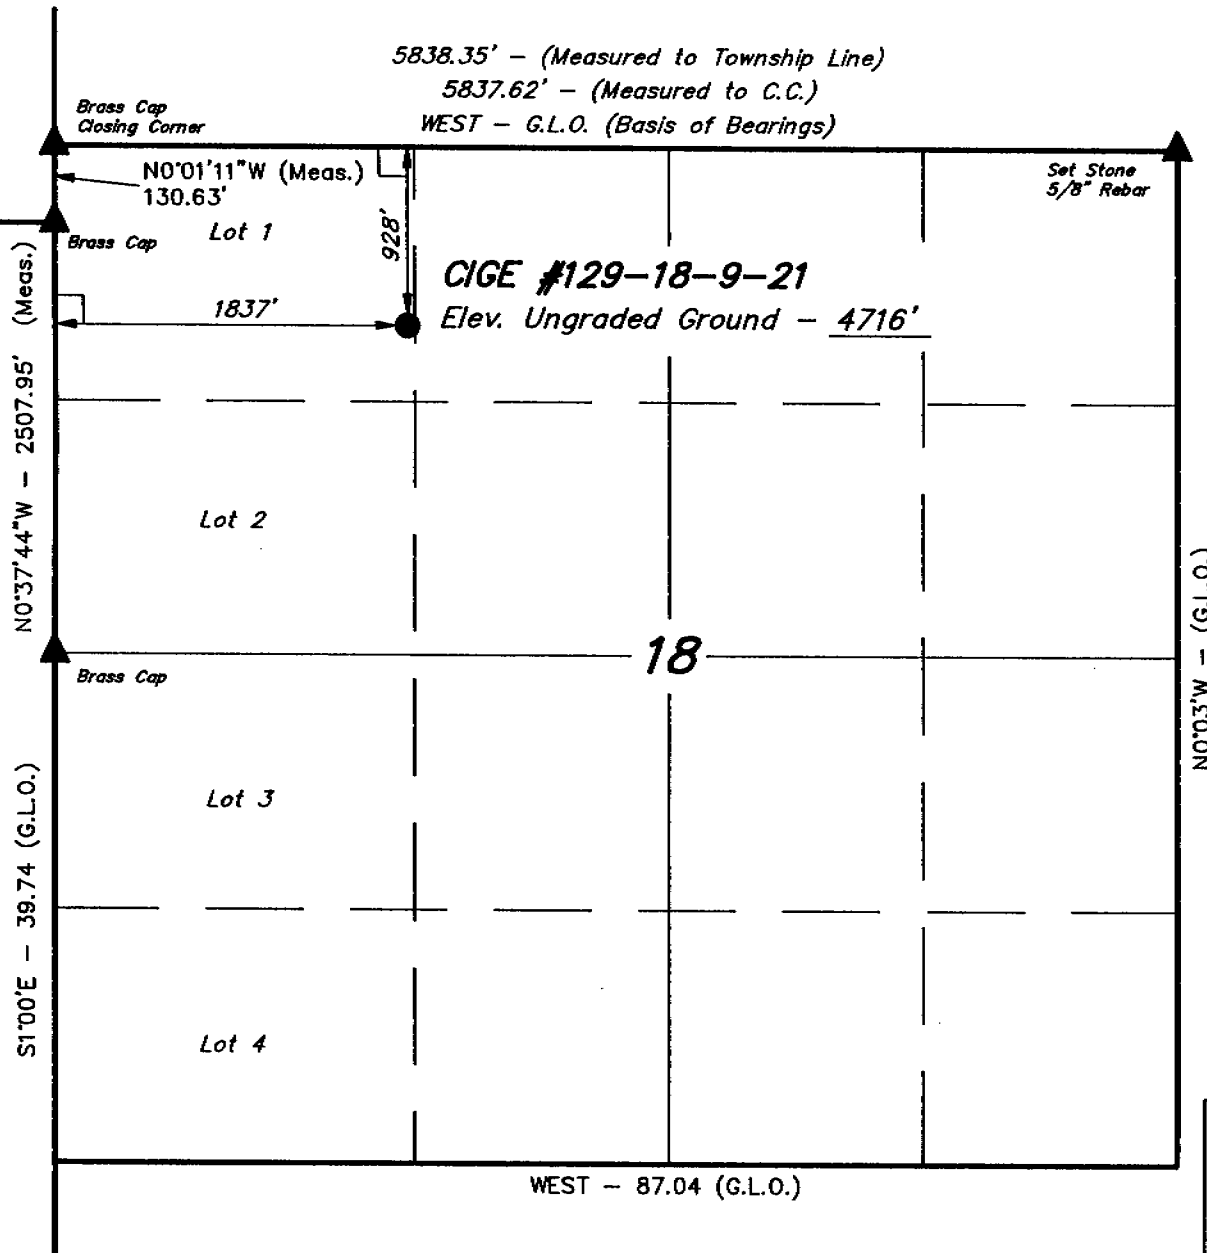 5838.35' – (Measured to Township Line)
5837.62' – (Measured to C.C.)
WEST – G.L.O. (Basis of Bearings)
Brass Cap
Closing Corner
N0°01'11"W (Meas.)
130.63'
Set Stone
5/8" Rebar
Lot 1
Brass Cap
928'
CIGE #129–18–9–21
1837'
Elev. Ungraded Ground – 4716'
N0°37'44"W – 2507.95' (Meas.)
Lot 2
18
Brass Cap
N0°03'W – (G.L.O.)
Lot 3
S1°00'E – 39.74 (G.L.O.)
Lot 4
WEST – 87.04 (G.L.O.)